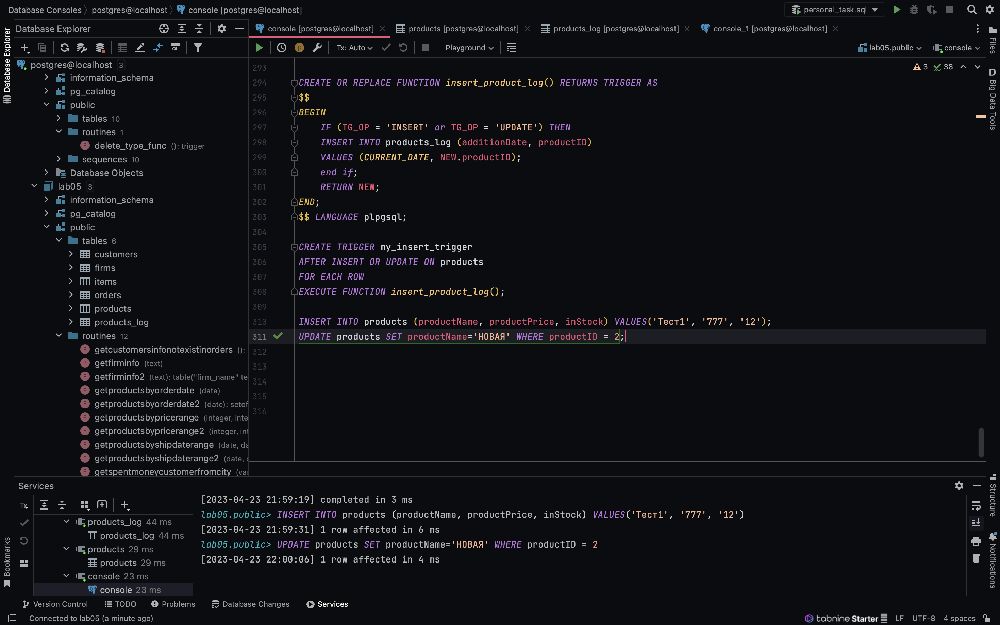 Database Consoles postgres@localhost console [postgres@localhost] personal_task.sql
Database Explorer
console [postgres@localhost] products [postgres@localhost] products_log [postgres@localhost] console_1 [postgres@localhost]
Tx: Auto Playground lab05.public console
Database Explorer
Files
Big Data Tools
Structure
Notifications
Bookmarks
postgres@localhost 3
information_schema
pg_catalog
public
tables 10
routines 1
delete_type_func (): trigger
sequences 10
Database Objects
lab05 3
information_schema
pg_catalog
public
tables 6
customers
firms
items
orders
products
products_log
routines 12
getcustomersinfonotexistinorders (): t
getfirminfo (text)
getfirminfo2 (text): table("firm_name" te
getproductsbyorderdate (date)
getproductsbyorderdate2 (date): setof
getproductsbypricerange (integer, inte
getproductsbypricerange2 (integer, int
getproductsbyshipdaterange (date, da
getproductsbyshipdaterange2 (date, d
getspentmoneycustomerfromcity (var
3 38
293
294 CREATE OR REPLACE FUNCTION insert_product_log() RETURNS TRIGGER AS
295 $$
296 BEGIN
297 IF (TG_OP = 'INSERT' or TG_OP = 'UPDATE') THEN
298 INSERT INTO products_log (additionDate, productID)
299 VALUES (CURRENT_DATE, NEW.productID);
300 end if;
301 RETURN NEW;
302 END;
303 $$ LANGUAGE plpgsql;
304
305 CREATE TRIGGER my_insert_trigger
306 AFTER INSERT OR UPDATE ON products
307 FOR EACH ROW
308 EXECUTE FUNCTION insert_product_log();
309
310 INSERT INTO products (productName, productPrice, inStock) VALUES('Тест1', '777', '12');
311 UPDATE products SET productName='НОВАЯ' WHERE productID = 2;
312
313
314
315
316
Services
Tx
products_log 44 ms
products_log 44 ms
products 29 ms
products 29 ms
console 23 ms
console 23 ms
[2023-04-23 21:59:19] completed in 3 ms
lab05.public> INSERT INTO products (productName, productPrice, inStock) VALUES('Тест1', '777', '12')
[2023-04-23 21:59:31] 1 row affected in 6 ms
lab05.public> UPDATE products SET productName='НОВАЯ' WHERE productID = 2
[2023-04-23 22:00:06] 1 row affected in 4 ms
Version Control TODO Problems Database Changes Services
Connected to lab05 (a minute ago) tabnine Starter LF UTF-8 4 spaces